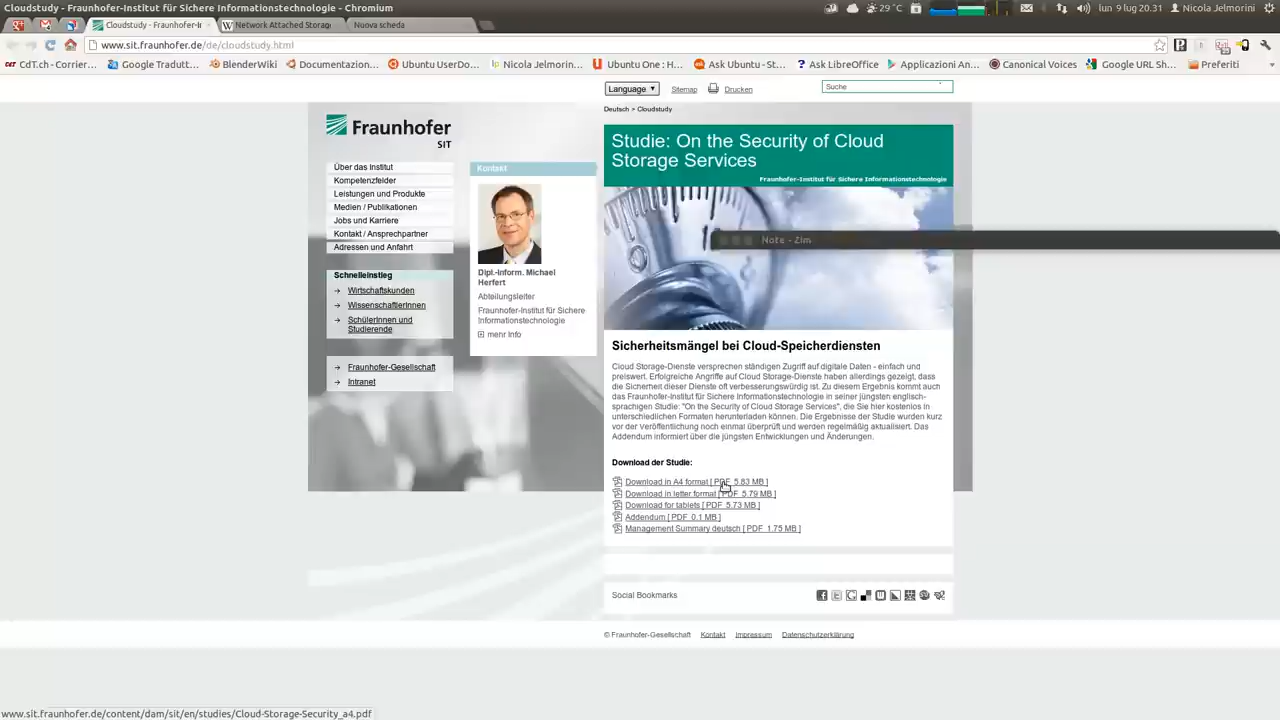 Cloudstudy - Fraunhofer-Institut für Sichere Informationstechnologie - Chromium
29 °C
lun 9 lug 20.31
Nicola Jelmorini
Cloudstudy - Fraunhofer-In
Network Attached Storag
Nuova scheda
www.sit.fraunhofer.de/de/cloudstudy.html
CdT.ch - Corrier...
Google Tradutt...
BlenderWiki
Documentazion...
Ubuntu UserDo...
Nicola Jelmorin...
Ubuntu One : H...
Ask Ubuntu - St...
Ask LibreOffice
Applicazioni An...
Canonical Voices
Google URL Sh...
Preferiti
Language ▼
Sitemap
Drucken
Suche
Deutsch > Cloudstudy
Fraunhofer
SIT
Über das Institut
Kompetenzfelder
Leistungen und Produkte
Medien / Publikationen
Jobs und Karriere
Kontakt / Ansprechpartner
Adressen und Anfahrt
Schnelleinstieg
Wirtschaftskunden
WissenschaftlerInnen
SchülerInnen und
Studierende
Fraunhofer-Gesellschaft
Intranet
Kontakt
Dipl.-Inform. Michael
Herfert
Abteilungsleiter
Fraunhofer-Institut für Sichere
Informationstechnologie
mehr Info
Studie: On the Security of Cloud
Storage Services
Fraunhofer-Institut für Sichere Informationstechnologie
Note - Zim
Sicherheitsmängel bei Cloud-Speicherdiensten
Cloud Storage-Dienste versprechen ständigen Zugriff auf digitale Daten - einfach und
preiswert. Erfolgreiche Angriffe auf Cloud Storage-Dienste haben allerdings gezeigt, dass
die Sicherheit dieser Dienste oft verbesserungswürdig ist. Zu diesem Ergebnis kommt auch
das Fraunhofer-Institut für Sichere Informationstechnologie in seiner jüngsten englisch-
sprachigen Studie: "On the Security of Cloud Storage Services", die Sie hier kostenlos in
unterschiedlichen Formaten herunterladen können. Die Ergebnisse der Studie wurden kurz
vor der Veröffentlichung noch einmal überprüft und werden regelmäßig aktualisiert. Das
Addendum informiert über die jüngsten Entwicklungen und Änderungen.
Download der Studie:
Download in A4 format [ PDF 5.83 MB ]
Download in letter format [ PDF 5.79 MB ]
Download for tablets [ PDF 5.73 MB ]
Addendum [ PDF 0.1 MB ]
Management Summary deutsch [ PDF 1.75 MB ]
Social Bookmarks
© Fraunhofer-Gesellschaft
Kontakt
Impressum
Datenschutzerklärung
www.sit.fraunhofer.de/content/dam/sit/en/studies/Cloud-Storage-Security_a4.pdf